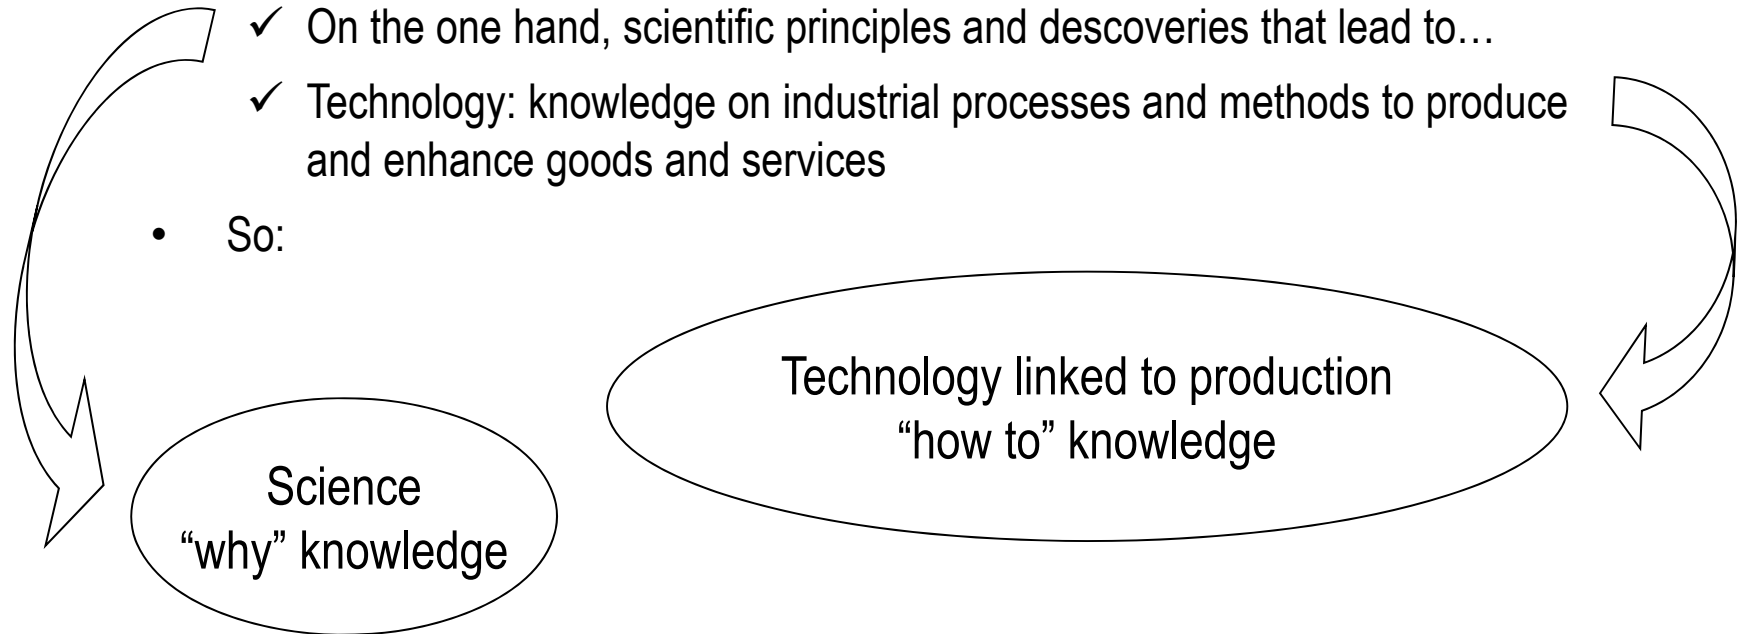 ✓ On the one hand, scientific principles and descoveries that lead to…
✓ Technology: knowledge on industrial processes and methods to produce
and enhance goods and services
• So:
Technology linked to production
“how to” knowledge
Science
“why” knowledge